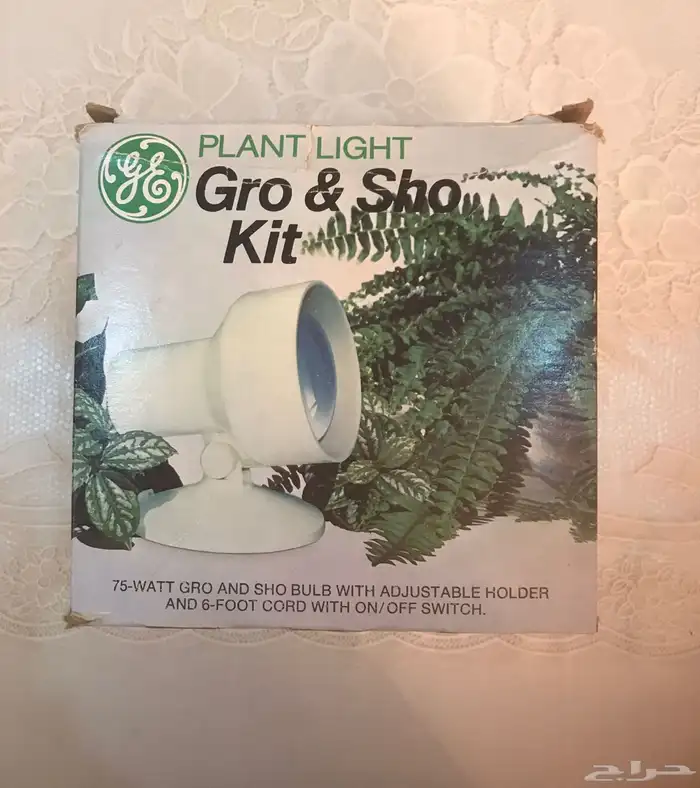 GE
PLANT LIGHT
Gro & Sho
Kit
75-WATT GRO AND SHO BULB WITH ADJUSTABLE HOLDER
AND 6-FOOT CORD WITH ON/OFF SWITCH.
حراج